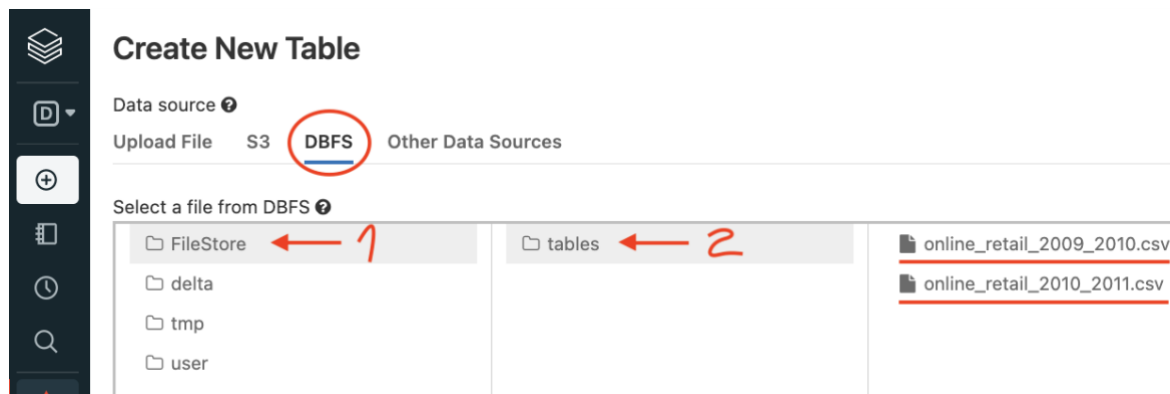 Create New Table
D
Data source ?
Upload File S3 DBFS Other Data Sources
Select a file from DBFS ?
FileStore 1 tables 2 online_retail_2009_2010.csv
delta online_retail_2010_2011.csv
tmp
user